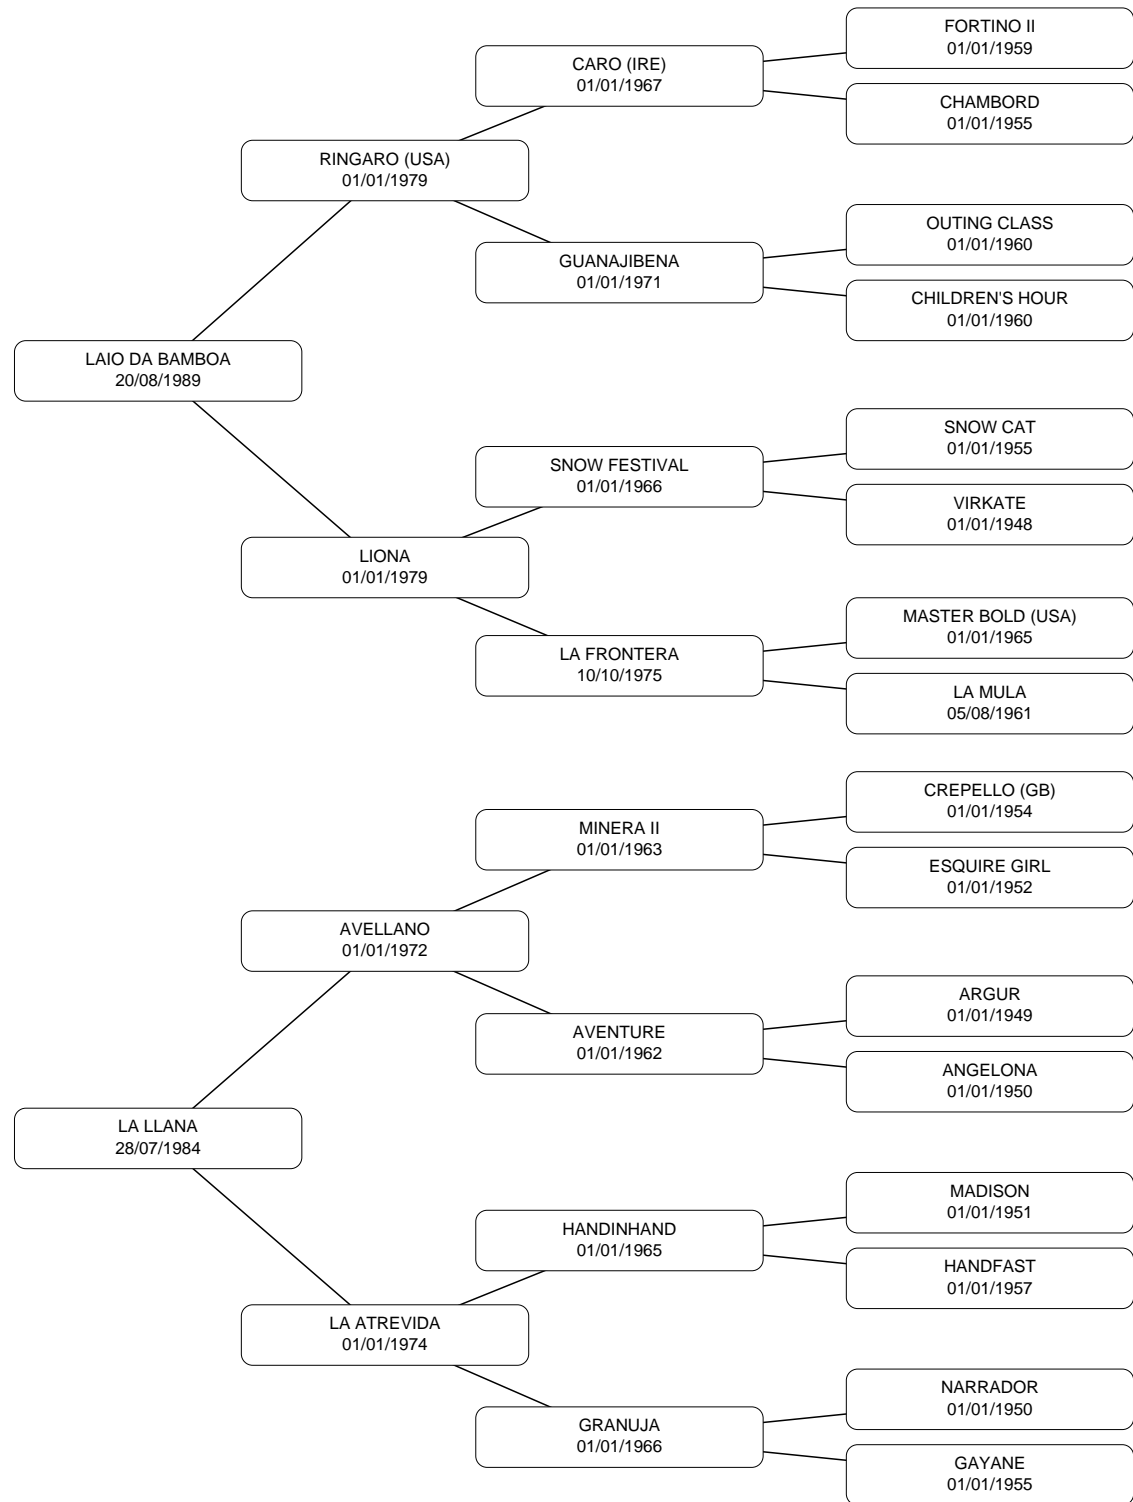 FORTINO II
01/01/1959
CARO (IRE)
01/01/1967
CHAMBORD
01/01/1955
RINGARO (USA)
01/01/1979
OUTING CLASS
01/01/1960
GUANAJIBENA
01/01/1971
CHILDREN'S HOUR
01/01/1960
LAIO DA BAMBOA
20/08/1989
SNOW CAT
01/01/1955
SNOW FESTIVAL
01/01/1966
VIRKATE
01/01/1948
LIONA
01/01/1979
MASTER BOLD (USA)
01/01/1965
LA FRONTERA
10/10/1975
LA MULA
05/08/1961
CREPELLO (GB)
01/01/1954
MINERA II
01/01/1963
ESQUIRE GIRL
01/01/1952
AVELLANO
01/01/1972
ARGUR
01/01/1949
AVENTURE
01/01/1962
ANGELONA
01/01/1950
LA LLANA
28/07/1984
MADISON
01/01/1951
HANDINHAND
01/01/1965
HANDFAST
01/01/1957
LA ATREVIDA
01/01/1974
NARRADOR
01/01/1950
GRANUJA
01/01/1966
GAYANE
01/01/1955